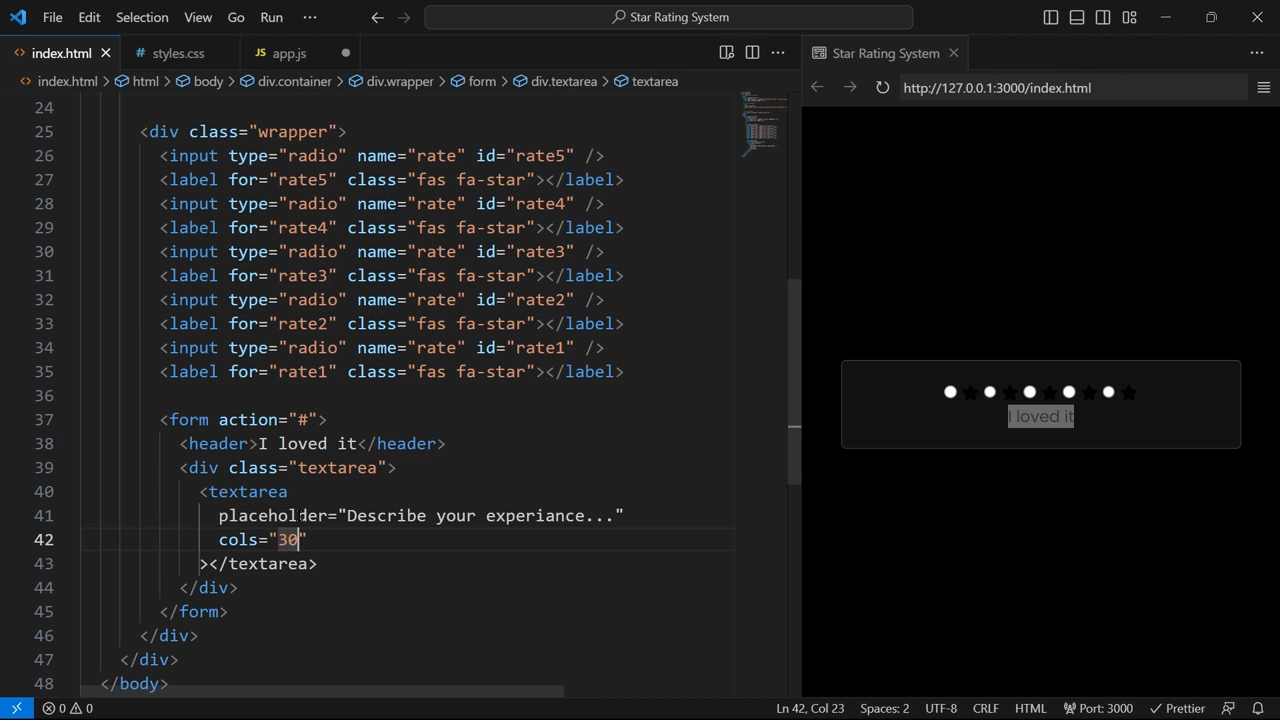 File Edit Selection View Go Run ··· Star Rating System
index.html styles.css JS app.js Star Rating System
index.html > html > body > div.container > div.wrapper > form > div.textarea > textarea http://127.0.0.1:3000/index.html
24
25 <div class="wrapper">
26 <input type="radio" name="rate" id="rate5" />
27 <label for="rate5" class="fas fa-star"></label>
28 <input type="radio" name="rate" id="rate4" />
29 <label for="rate4" class="fas fa-star"></label>
30 <input type="radio" name="rate" id="rate3" />
31 <label for="rate3" class="fas fa-star"></label>
32 <input type="radio" name="rate" id="rate2" />
33 <label for="rate2" class="fas fa-star"></label>
34 <input type="radio" name="rate" id="rate1" />
35 <label for="rate1" class="fas fa-star"></label>
36
37 <form action="#">
38 <header>I loved it</header>
39 <div class="textarea">
40 <textarea
41 placeholder="Describe your experiance..."
42 cols="30"
43 ></textarea>
44 </div>
45 </form>
46 </div>
47 </div>
48 </body>
I loved it
0 0 Ln 42, Col 23 Spaces: 2 UTF-8 CRLF HTML Port: 3000 Prettier